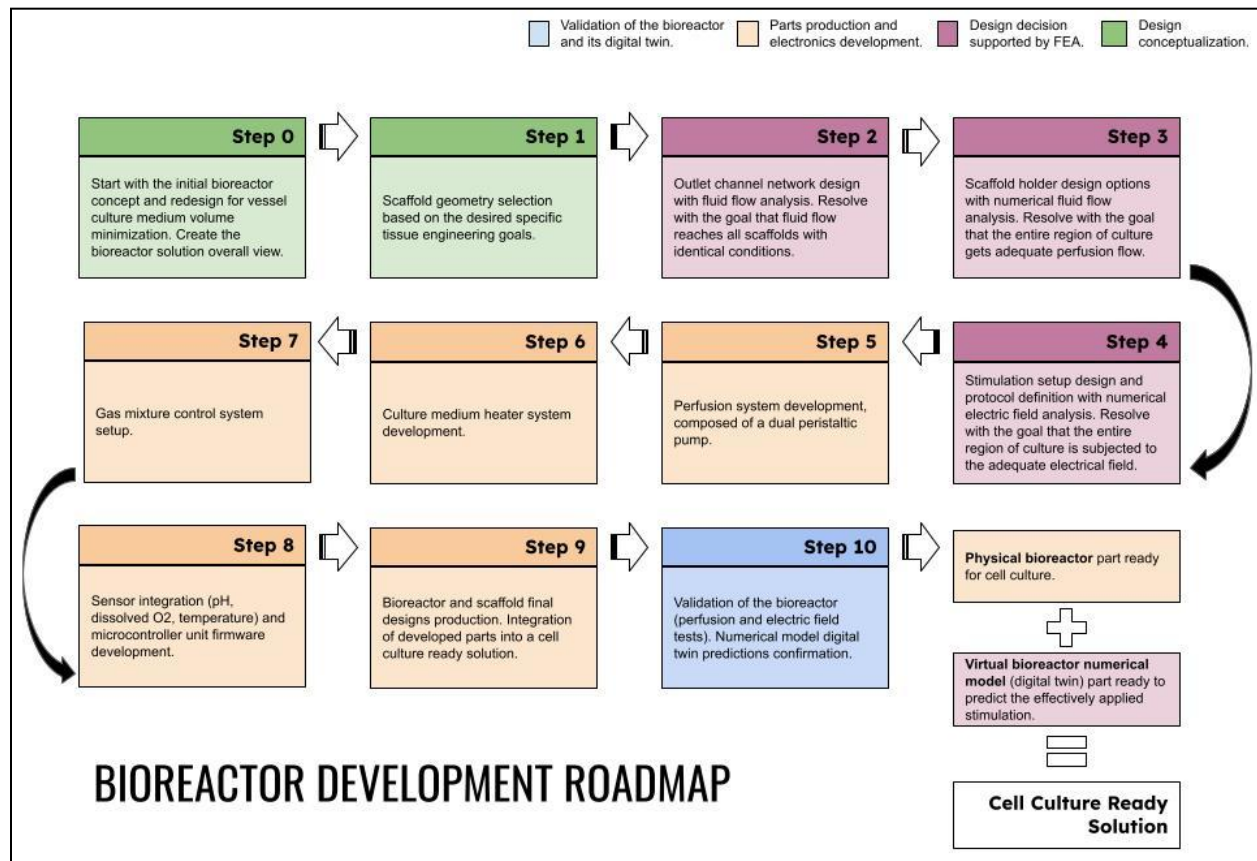 Validation of the bioreactor
and its digital twin.
Parts production and
electronics development.
Design decision
supported by FEA.
Design
conceptualization.
Step 0
Start with the initial bioreactor
concept and redesign for vessel
culture medium volume
minimization. Create the
bioreactor solution overall view.
Step 1
Scaffold geometry selection
based on the desired specific
tissue engineering goals.
Step 2
Outlet channel network design
with fluid flow analysis. Resolve
with the goal that fluid flow
reaches all scaffolds with
identical conditions.
Step 3
Scaffold holder design options
with numerical fluid flow
analysis. Resolve with the goal
that the entire region of culture
gets adequate perfusion flow.
Step 4
Stimulation setup design and
protocol definition with numerical
electric field analysis. Resolve
with the goal that the entire
region of culture is subjected to
the adequate electrical field.
Step 5
Perfusion system development,
composed of a dual peristaltic
pump.
Step 6
Culture medium heater system
development.
Step 7
Gas mixture control system
setup.
Step 8
Sensor integration (pH,
dissolved O2, temperature) and
microcontroller unit firmware
development.
Step 9
Bioreactor and scaffold final
designs production. Integration
of developed parts into a cell
culture ready solution.
Step 10
Validation of the bioreactor
(perfusion and electric field
tests). Numerical model digital
twin predictions confirmation.
Physical bioreactor part ready
for cell culture.
Virtual bioreactor numerical
model (digital twin) part ready to
predict the effectively applied
stimulation.
Cell Culture Ready
Solution
BIOREACTOR DEVELOPMENT ROADMAP